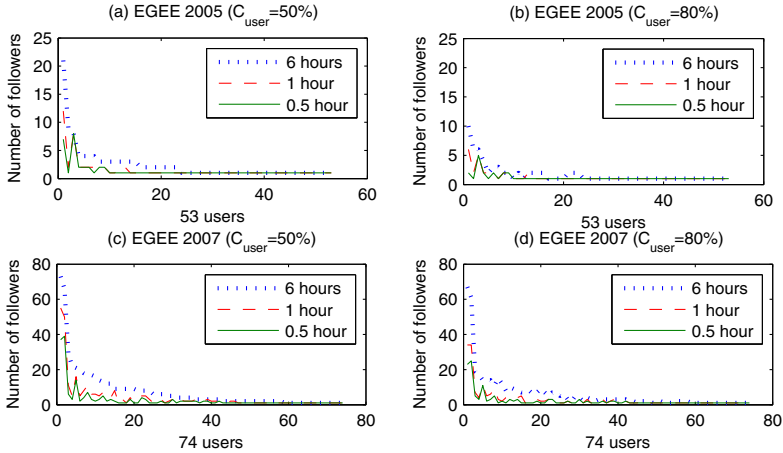 (a) EGEE 2005 (C_user=50%)
Number of followers
25
20
15
10
5
0
6 hours
1 hour
0.5 hour
0 20 40 60
53 users
(b) EGEE 2005 (C_user=80%)
Number of followers
25
20
15
10
5
0
6 hours
1 hour
0.5 hour
0 20 40 60
53 users
(c) EGEE 2007 (C_user=50%)
Number of followers
80
60
40
20
0
6 hours
1 hour
0.5 hour
0 20 40 60 80
74 users
(d) EGEE 2007 (C_user=80%)
Number of followers
80
60
40
20
0
6 hours
1 hour
0.5 hour
0 20 40 60 80
74 users